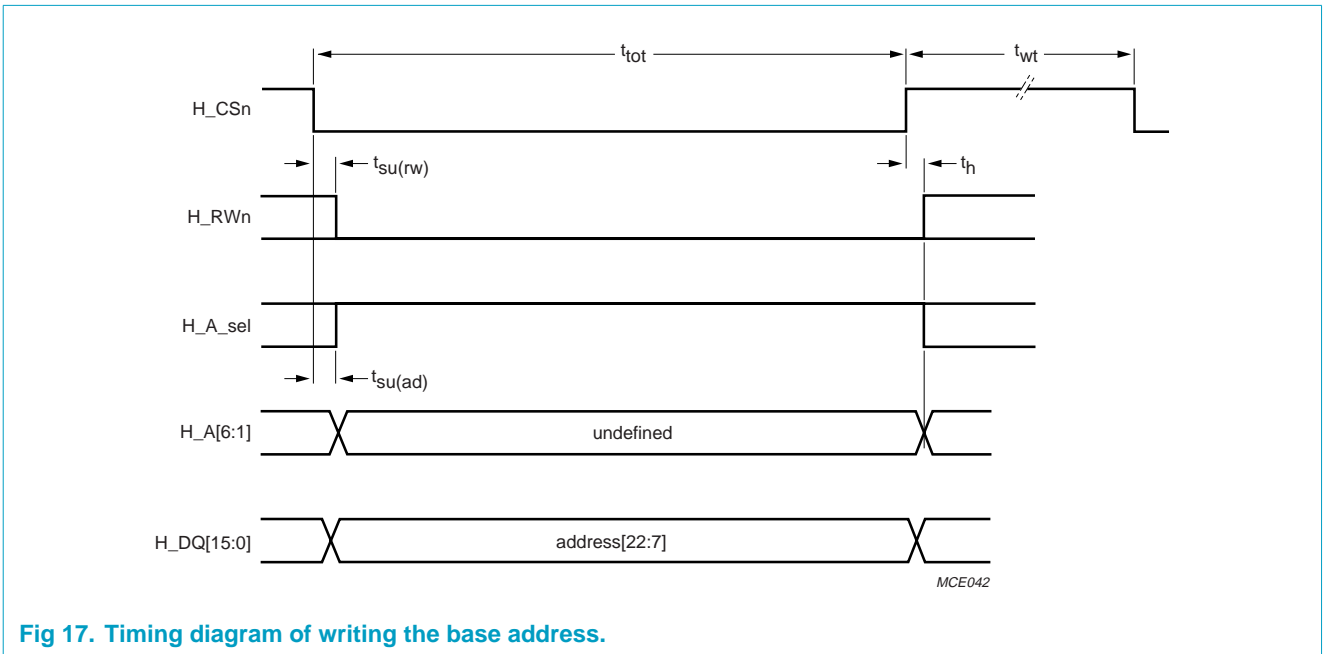 t_tot t_wt
H_CSn
t_su(rw) t_h
H_RWn
H_A_sel
t_su(ad)
H_A[6:1] undefined
H_DQ[15:0] address[22:7]
MCE042
Fig 17. Timing diagram of writing the base address.